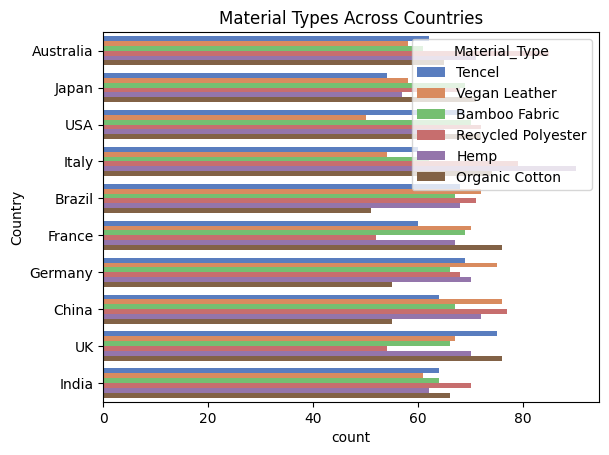 Material Types Across Countries
Material_Type
Tencel
Vegan Leather
Bamboo Fabric
Recycled Polyester
Hemp
Organic Cotton
Country
Australia
Japan
USA
Italy
Brazil
France
Germany
China
UK
India
0 20 40 60 80
count